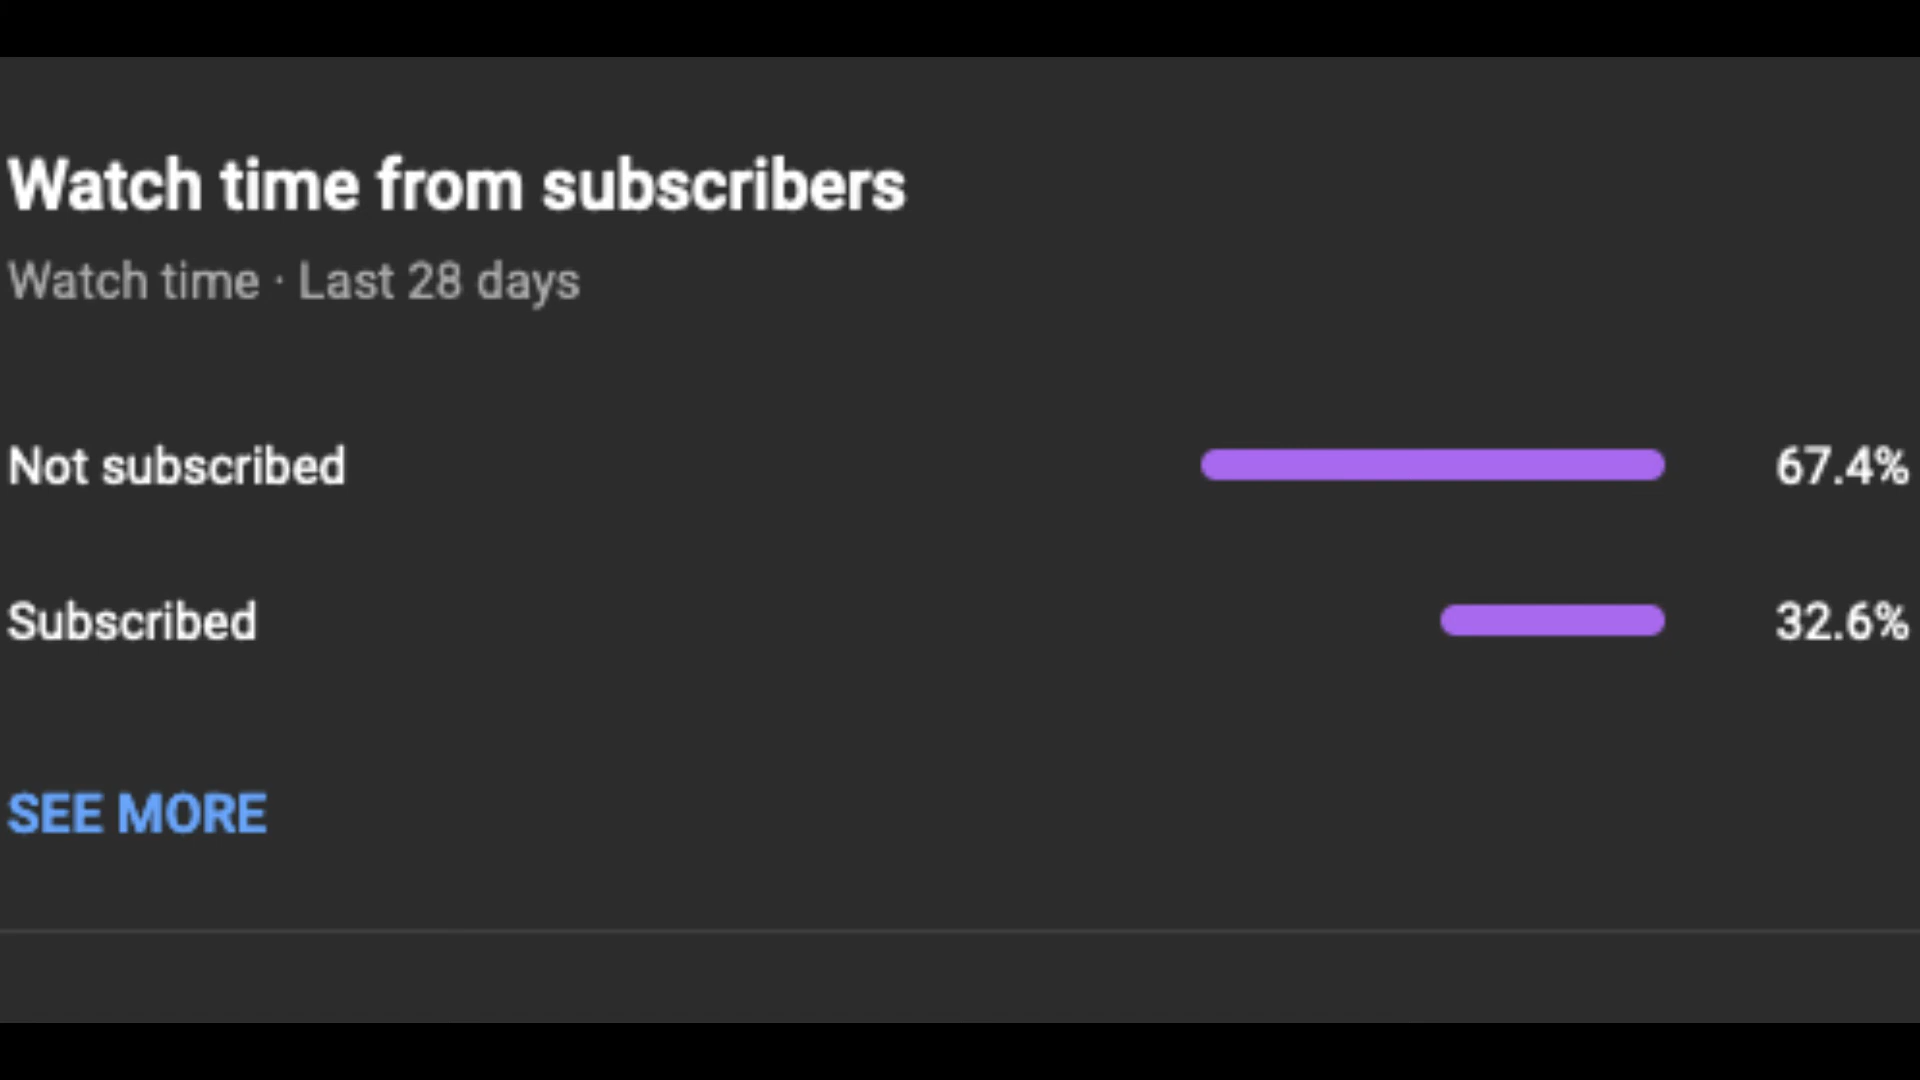 Watch time from subscribers
Watch time · Last 28 days
Not subscribed 67.4%
Subscribed 32.6%
SEE MORE